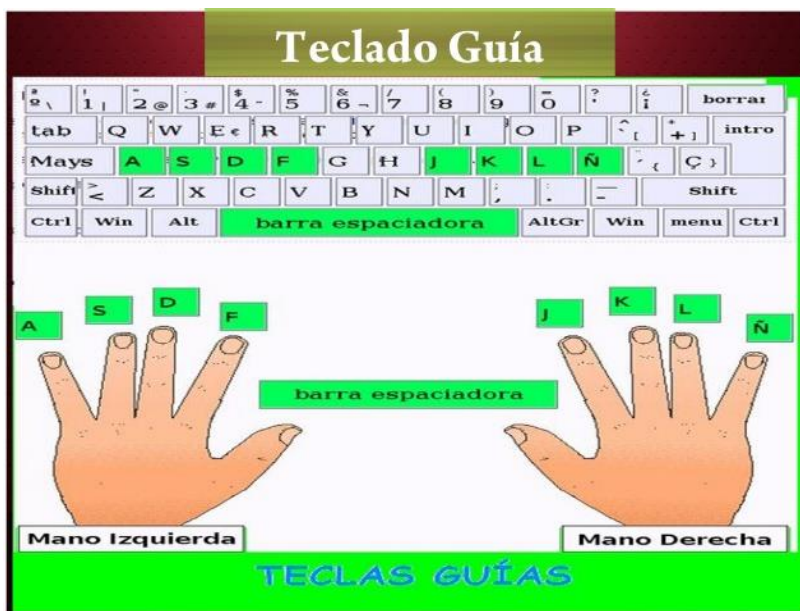 Teclado Guía
ª º \ ! 1 | " 2 @ · 3 # $ 4 ~ % 5 & 6 ¬ / 7 ( 8 ) 9 = 0 ? ' ¿ ¡ borrar
tab Q W E € R T Y U I O P ^ ` [ * + ] intro
Mays A S D F G H J K L Ñ ¨ ´ { Ç }
Shift > < Z X C V B N M ; , : . _ - Shift
Ctrl Win Alt barra espaciadora AltGr Win menu Ctrl
A S D F J K L Ñ
barra espaciadora
Mano Izquierda Mano Derecha
TECLAS GUÍAS